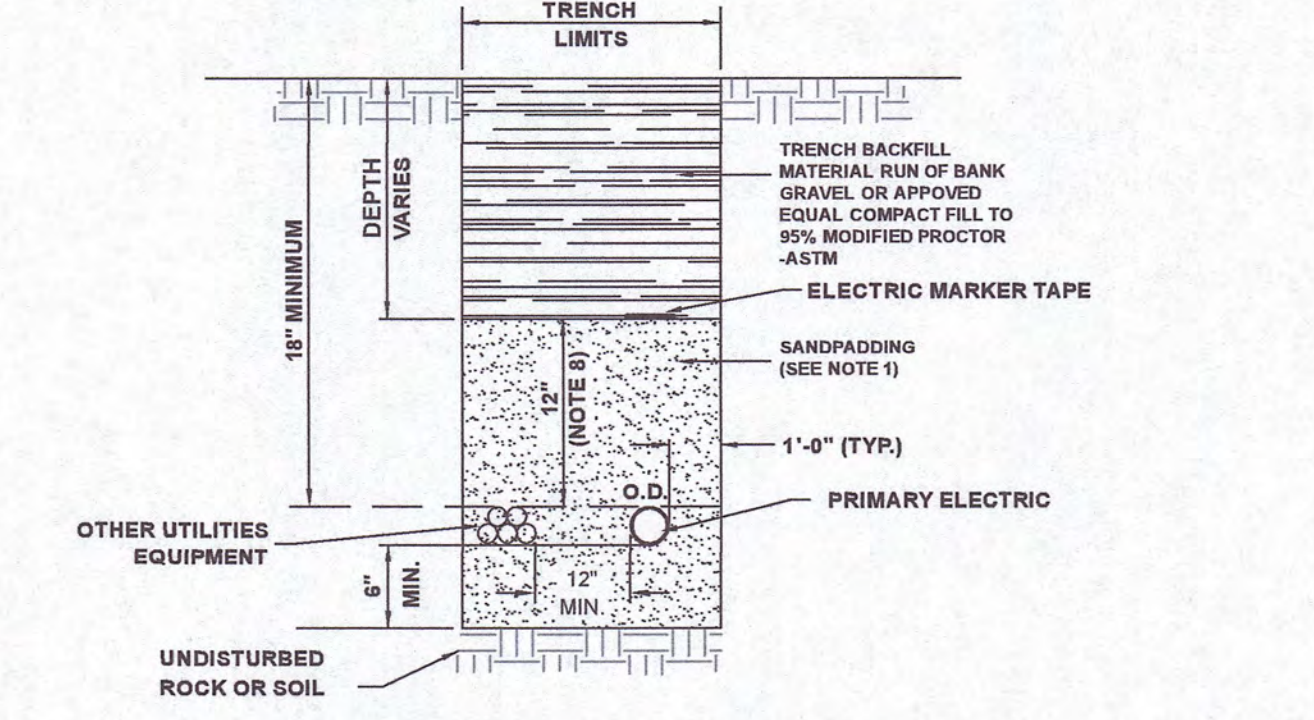 TRENCH
LIMITS
DEPTH
VARIES
18" MINIMUM
TRENCH BACKFILL
MATERIAL RUN OF BANK
GRAVEL OR APPOVED
EQUAL COMPACT FILL TO
95% MODIFIED PROCTOR
-ASTM
ELECTRIC MARKER TAPE
SANDPADDING
(SEE NOTE 1)
12"
(NOTE 8)
1'-0" (TYP.)
O.D.
PRIMARY ELECTRIC
OTHER UTILITIES
EQUIPMENT
6"
MIN.
12"
MIN.
UNDISTURBED
ROCK OR SOIL